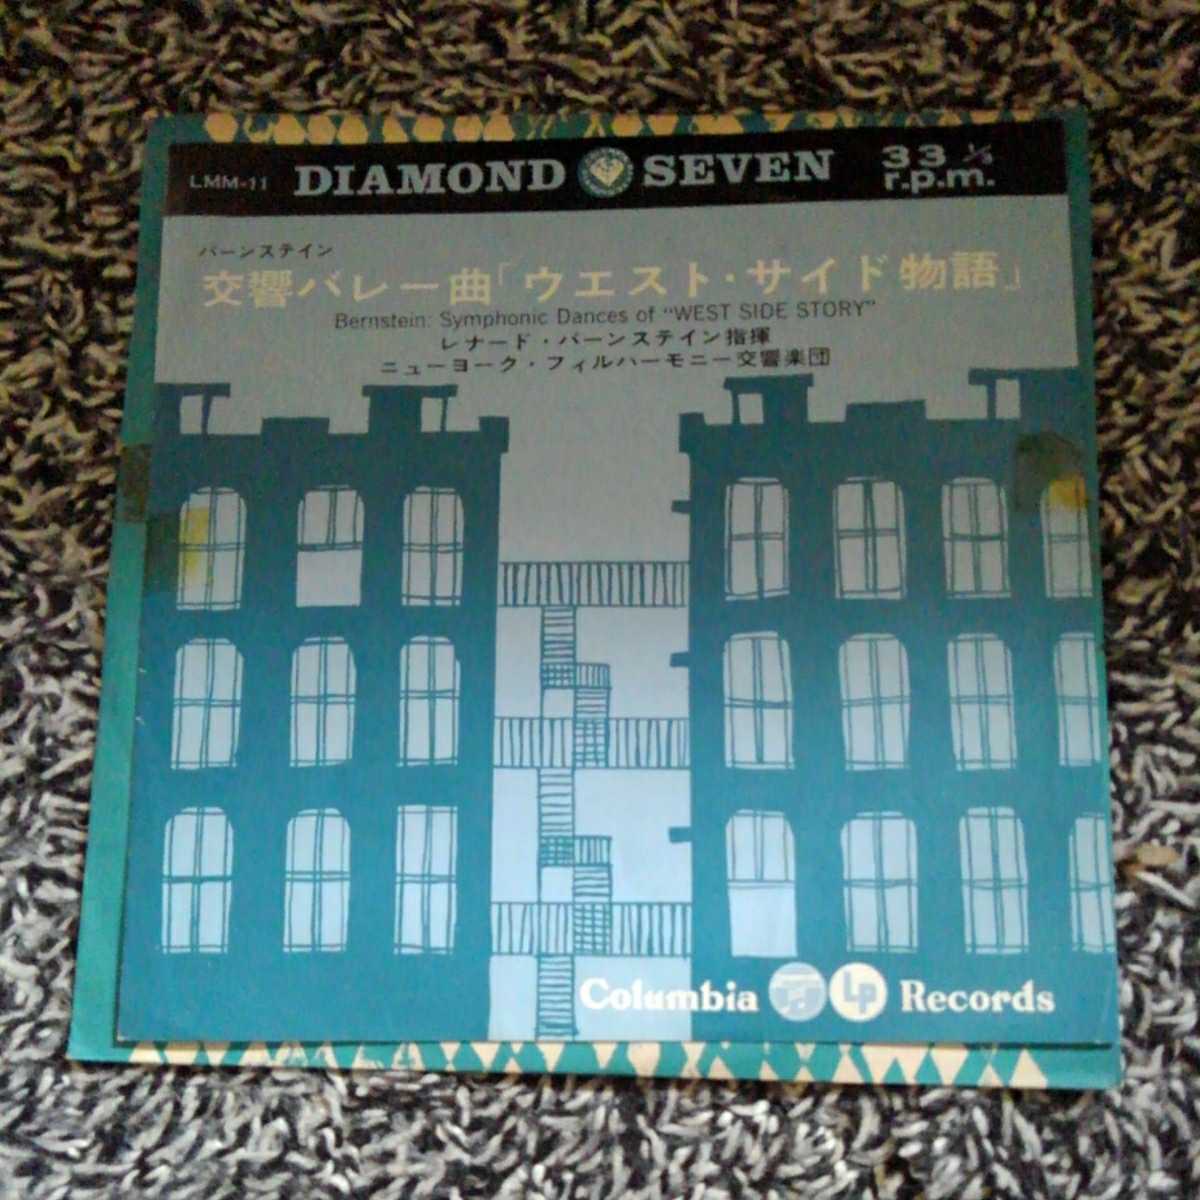 LMM-11 DIAMOND SEVEN 33 ⅓ r.p.m.
バーンステイン
交響バレー曲「ウエスト・サイド物語」
Bernstein: Symphonic Dances of “WEST SIDE STORY”
レナード・バーンステイン指揮
ニューヨーク・フィルハーモニー交響楽団
Columbia LP Records